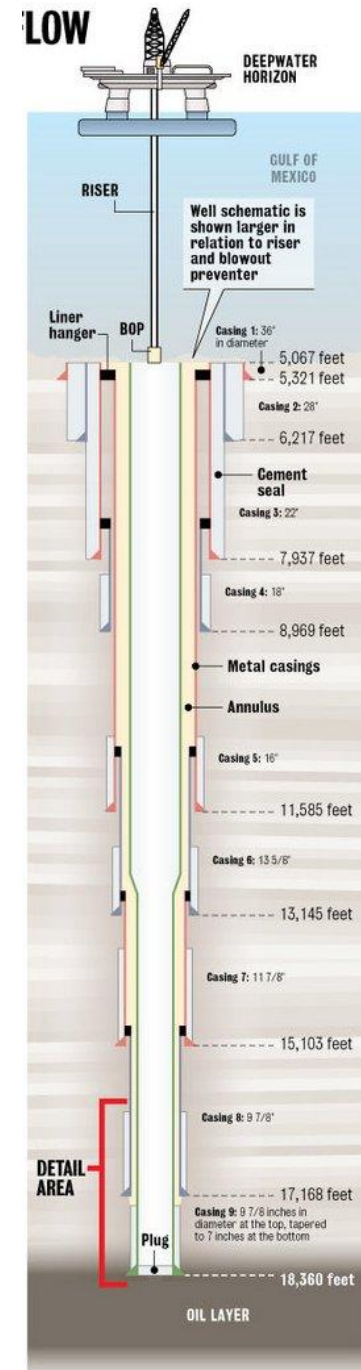 FLOW
DEEPWATER
HORIZON
GULF OF
MEXICO
RISER
Well schematic is
shown larger in
relation to riser
and blowout
preventer
Liner
hanger
BOP
Casing 1: 36"
in diameter
5,067 feet
5,321 feet
Casing 2: 28"
6,217 feet
Cement
seal
Casing 3: 22"
7,937 feet
Casing 4: 18"
8,969 feet
Metal casings
Annulus
Casing 5: 16"
11,585 feet
Casing 6: 13 5/8"
13,145 feet
Casing 7: 11 7/8"
15,103 feet
Casing 8: 9 7/8"
DETAIL
AREA
17,168 feet
Casing 9: 9 7/8 inches in
diameter at the top, tapered
to 7 inches at the bottom
Plug
18,360 feet
OIL LAYER